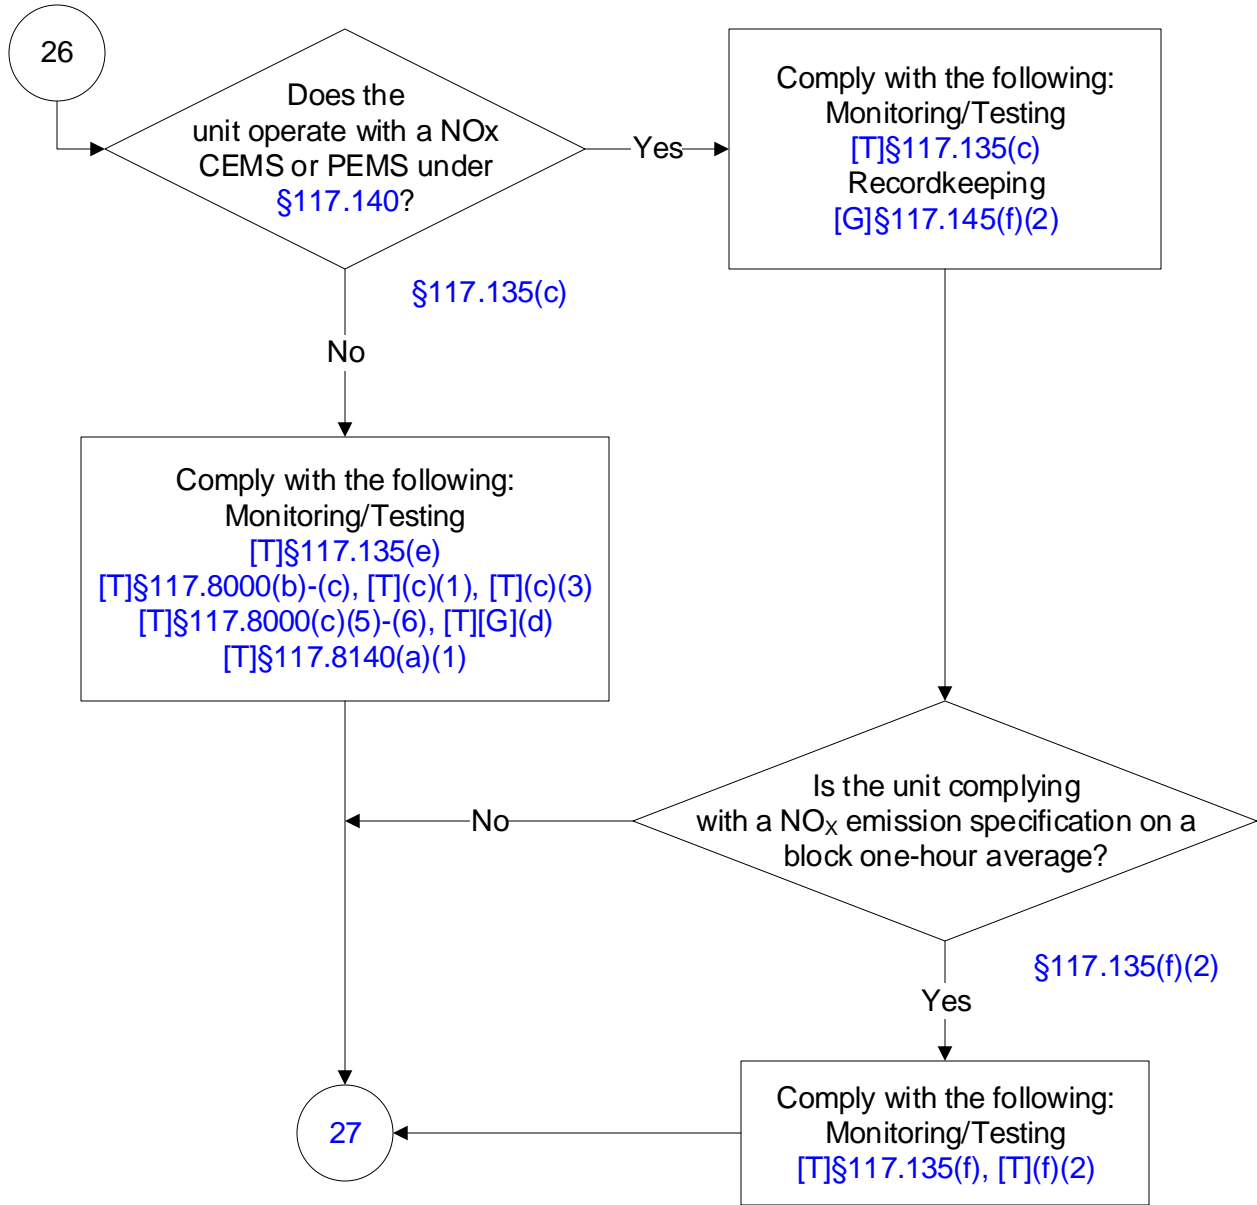 26
Does the
unit operate with a NOx
CEMS or PEMS under
§117.140?
Yes
Comply with the following:
Monitoring/Testing
[T]§117.135(c)
Recordkeeping
[G]§117.145(f)(2)
§117.135(c)
No
Comply with the following:
Monitoring/Testing
[T]§117.135(e)
[T]§117.8000(b)-(c), [T](c)(1), [T](c)(3)
[T]§117.8000(c)(5)-(6), [T][G](d)
[T]§117.8140(a)(1)
Is the unit complying
with a NOX emission specification on a
block one-hour average?
No
§117.135(f)(2)
Yes
Comply with the following:
Monitoring/Testing
[T]§117.135(f), [T](f)(2)
27